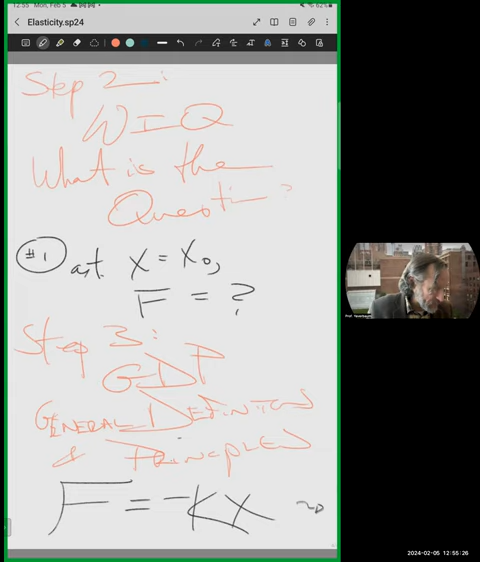 12:55 Mon, Feb 5
62%
Elasticity.sp24
Step 2:
WIQ
What is the
Question?
#1 at x = x₀,
F = ?
Step 3:
GDP
GENERAL DEFINITIONS
& PRINCIPLES
F = -KX
2024-02-05 12:55:26